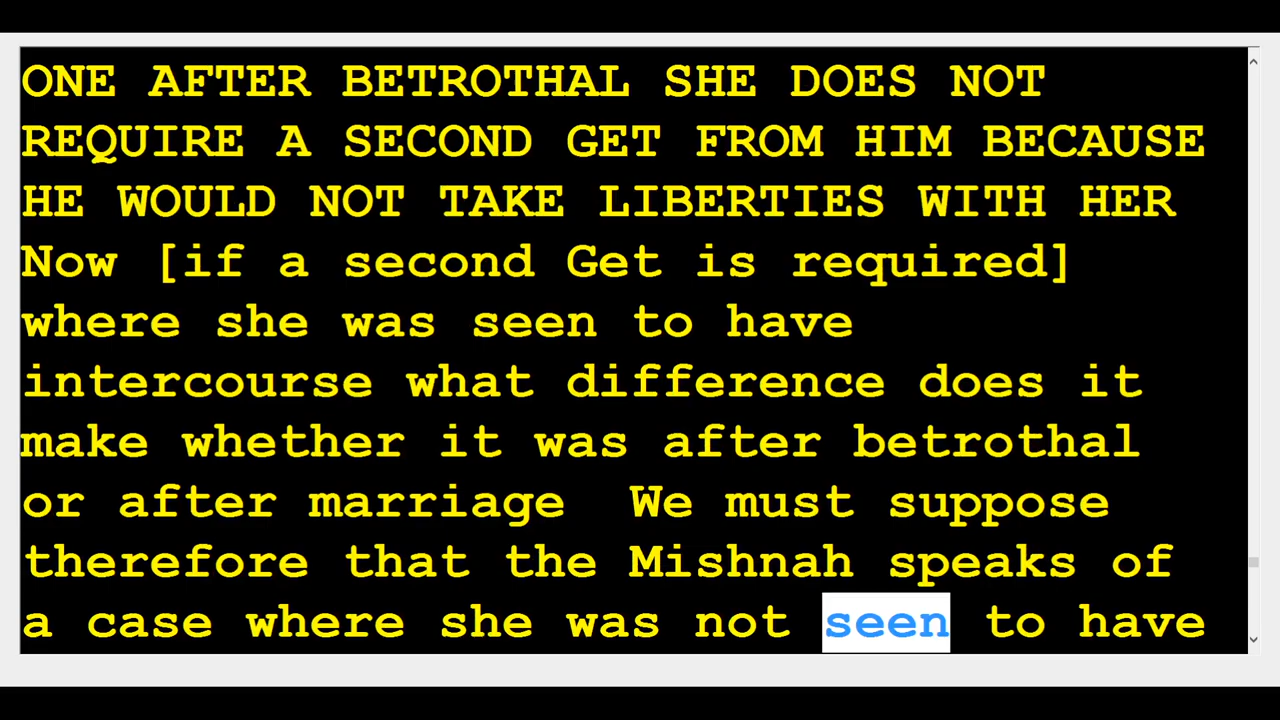 ONE AFTER BETROTHAL SHE DOES NOT
REQUIRE A SECOND GET FROM HIM BECAUSE
HE WOULD NOT TAKE LIBERTIES WITH HER
Now [if a second Get is required]
where she was seen to have
intercourse what difference does it
make whether it was after betrothal
or after marriage  We must suppose
therefore that the Mishnah speaks of
a case where she was not seen to have